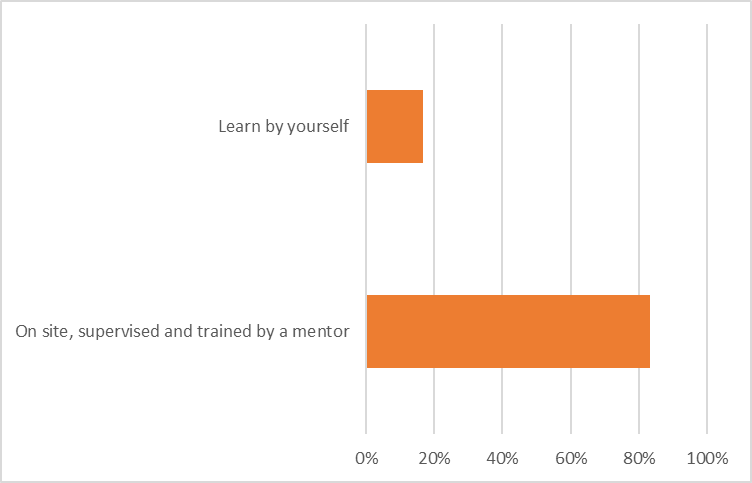 Learn by yourself
On site, supervised and trained by a mentor
0% 20% 40% 60% 80% 100%